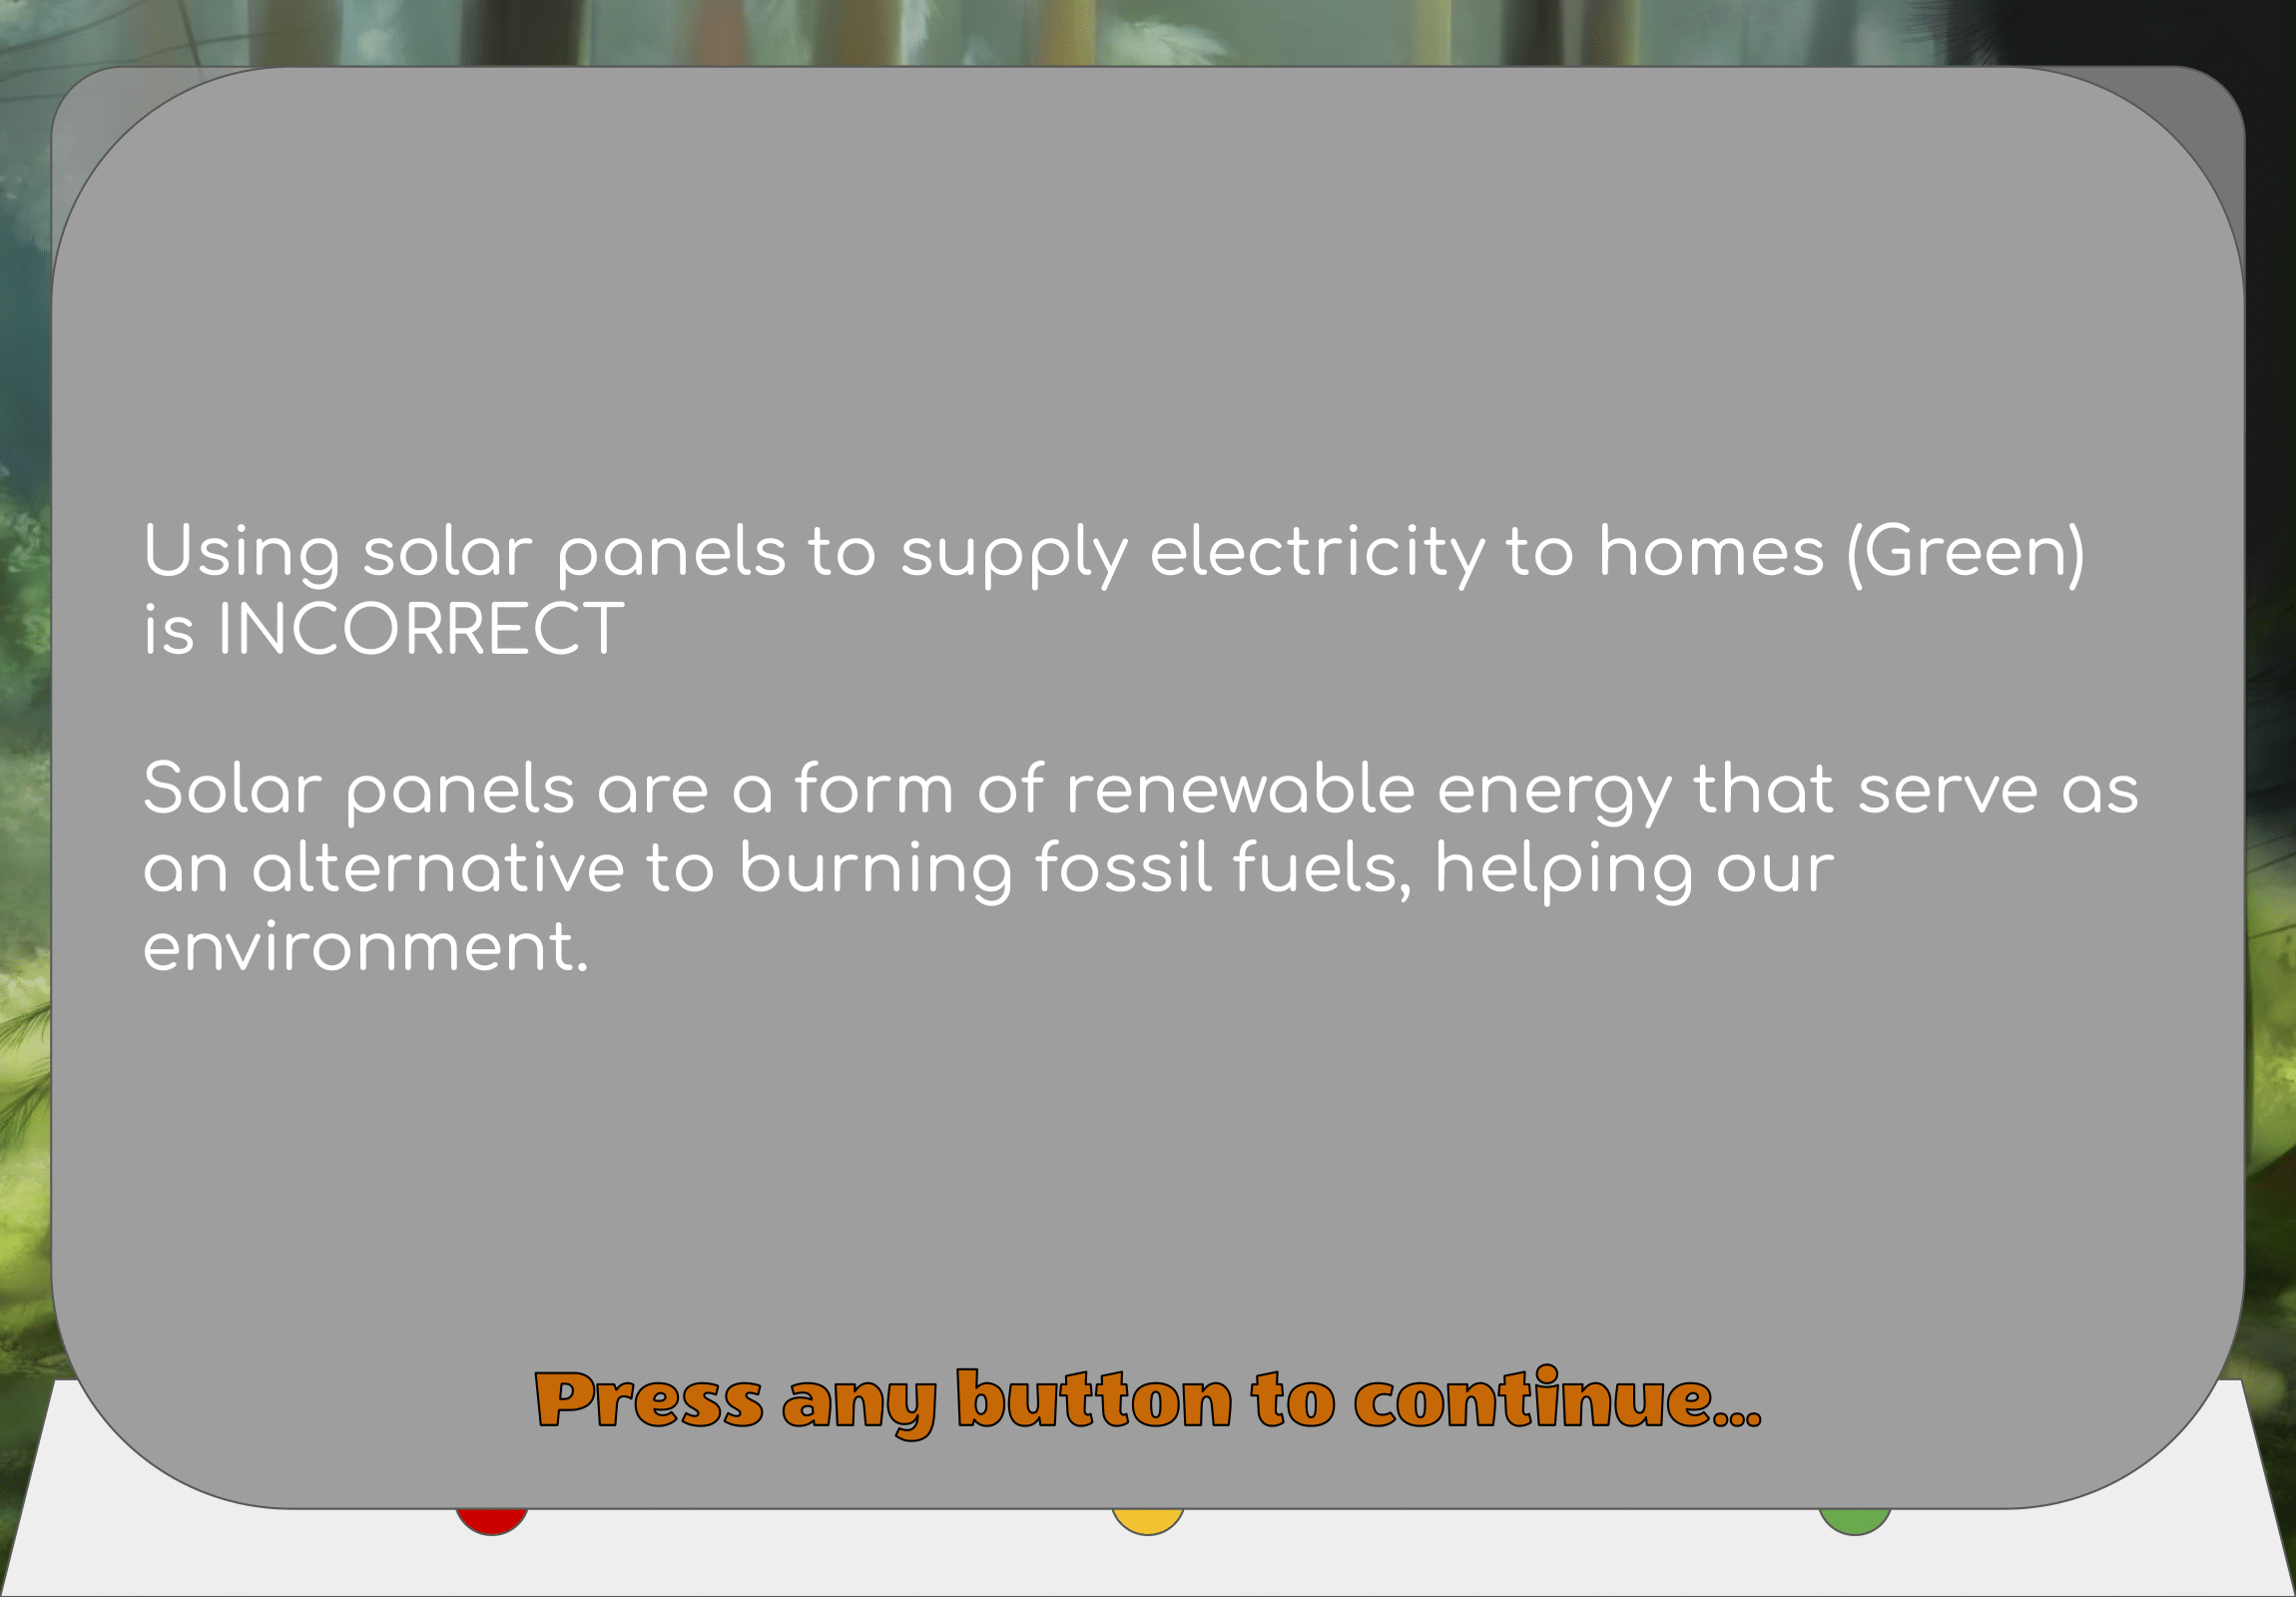 Using solar panels to supply electricity to homes (Green)
is INCORRECT
Solar panels are a form of renewable energy that serve as
an alternative to burning fossil fuels, helping our
environment.
Press any button to continue...